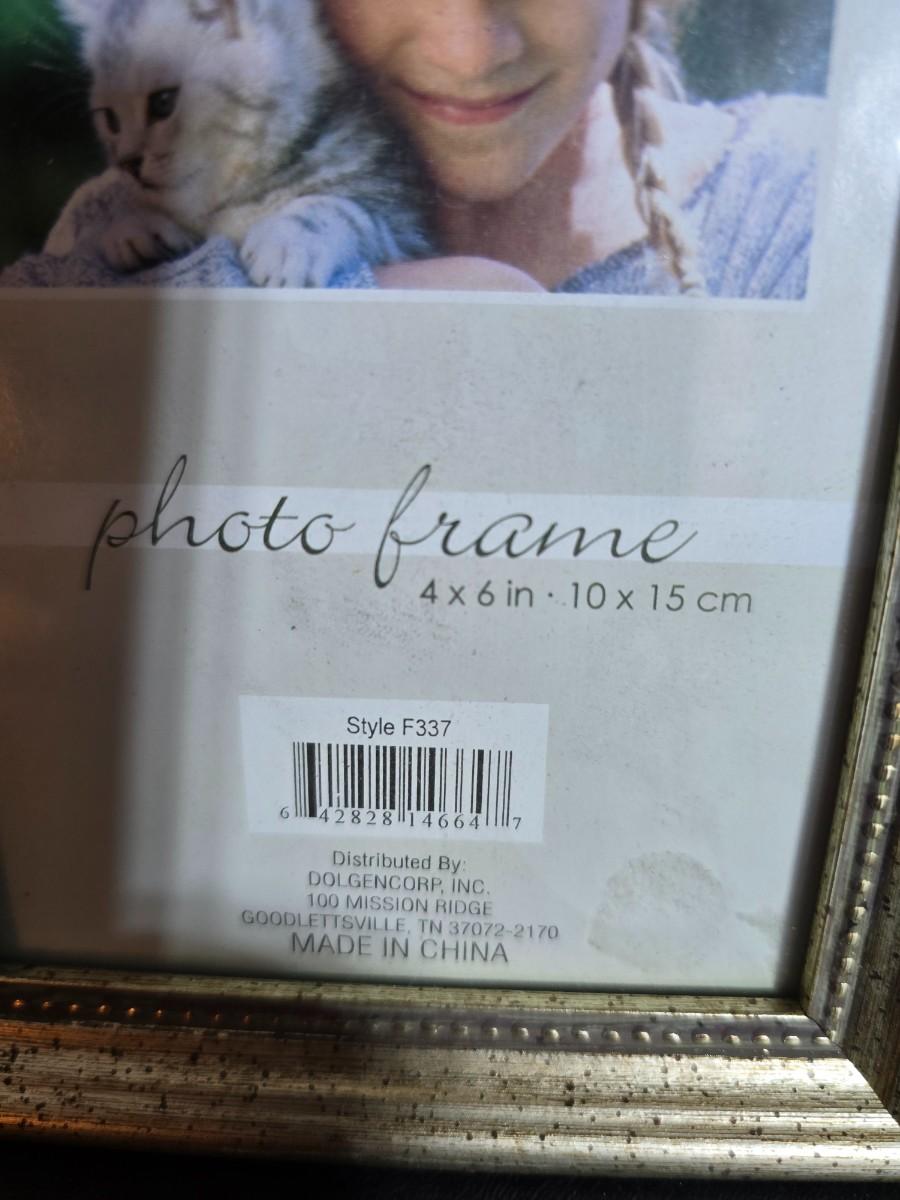 photo frame
4 x 6 in · 10 x 15 cm
Style F337
6 42828 14664 7
Distributed By:
DOLGENCORP, INC.
100 MISSION RIDGE
GOODLETTSVILLE, TN 37072-2170
MADE IN CHINA